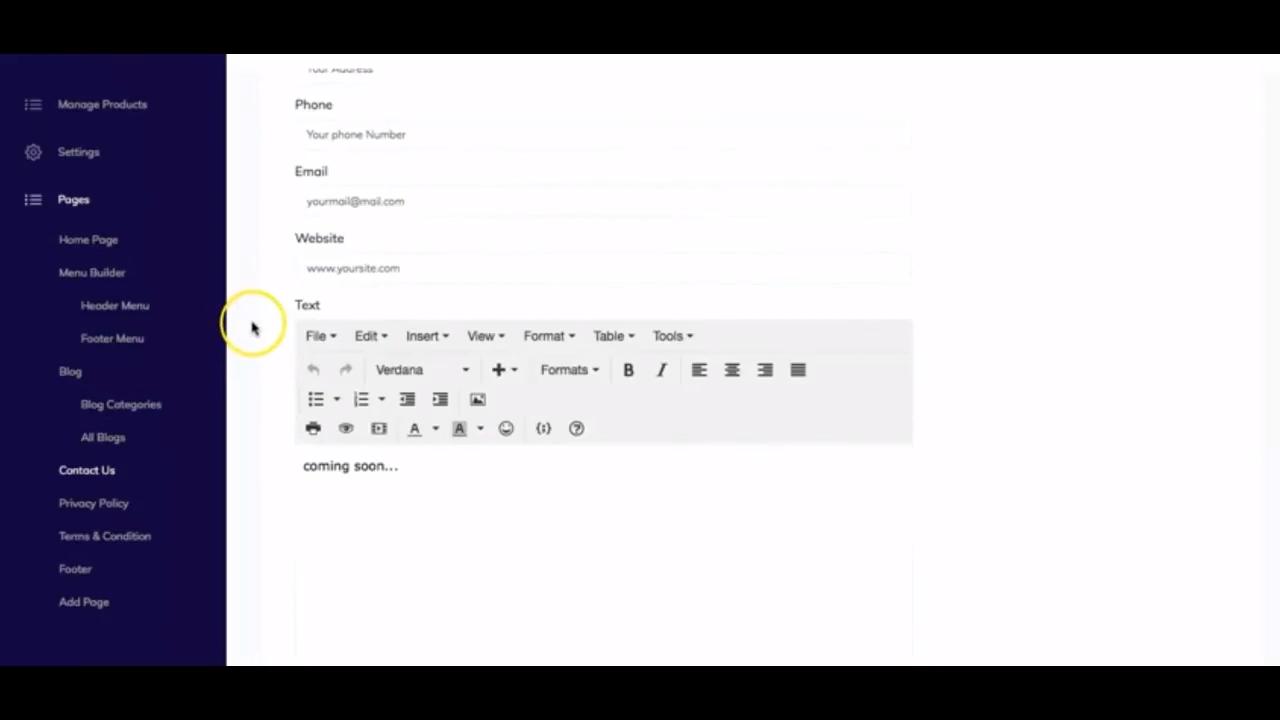 Manage Products
Settings
Pages
Home Page
Menu Builder
Header Menu
Footer Menu
Blog
Blog Categories
All Blogs
Contact Us
Privacy Policy
Terms & Condition
Footer
Add Page
Your Address
Phone
Your phone Number
Email
yourmail@mail.com
Website
www.yoursite.com
Text
File Edit Insert View Format Table Tools
Verdana Formats B I
A A
coming soon...